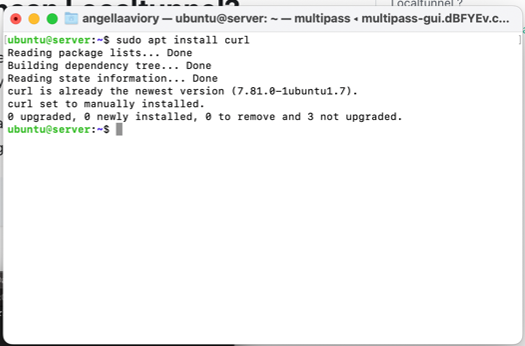 Localtunnel?
Localtunnel?
angellaaviory — ubuntu@server: ~ — multipass ◂ multipass-gui.dBFYEv.c...
ubuntu@server:~$ sudo apt install curl
Reading package lists... Done
Building dependency tree... Done
Reading state information... Done
curl is already the newest version (7.81.0-1ubuntu1.7).
curl set to manually installed.
0 upgraded, 0 newly installed, 0 to remove and 3 not upgraded.
ubuntu@server:~$